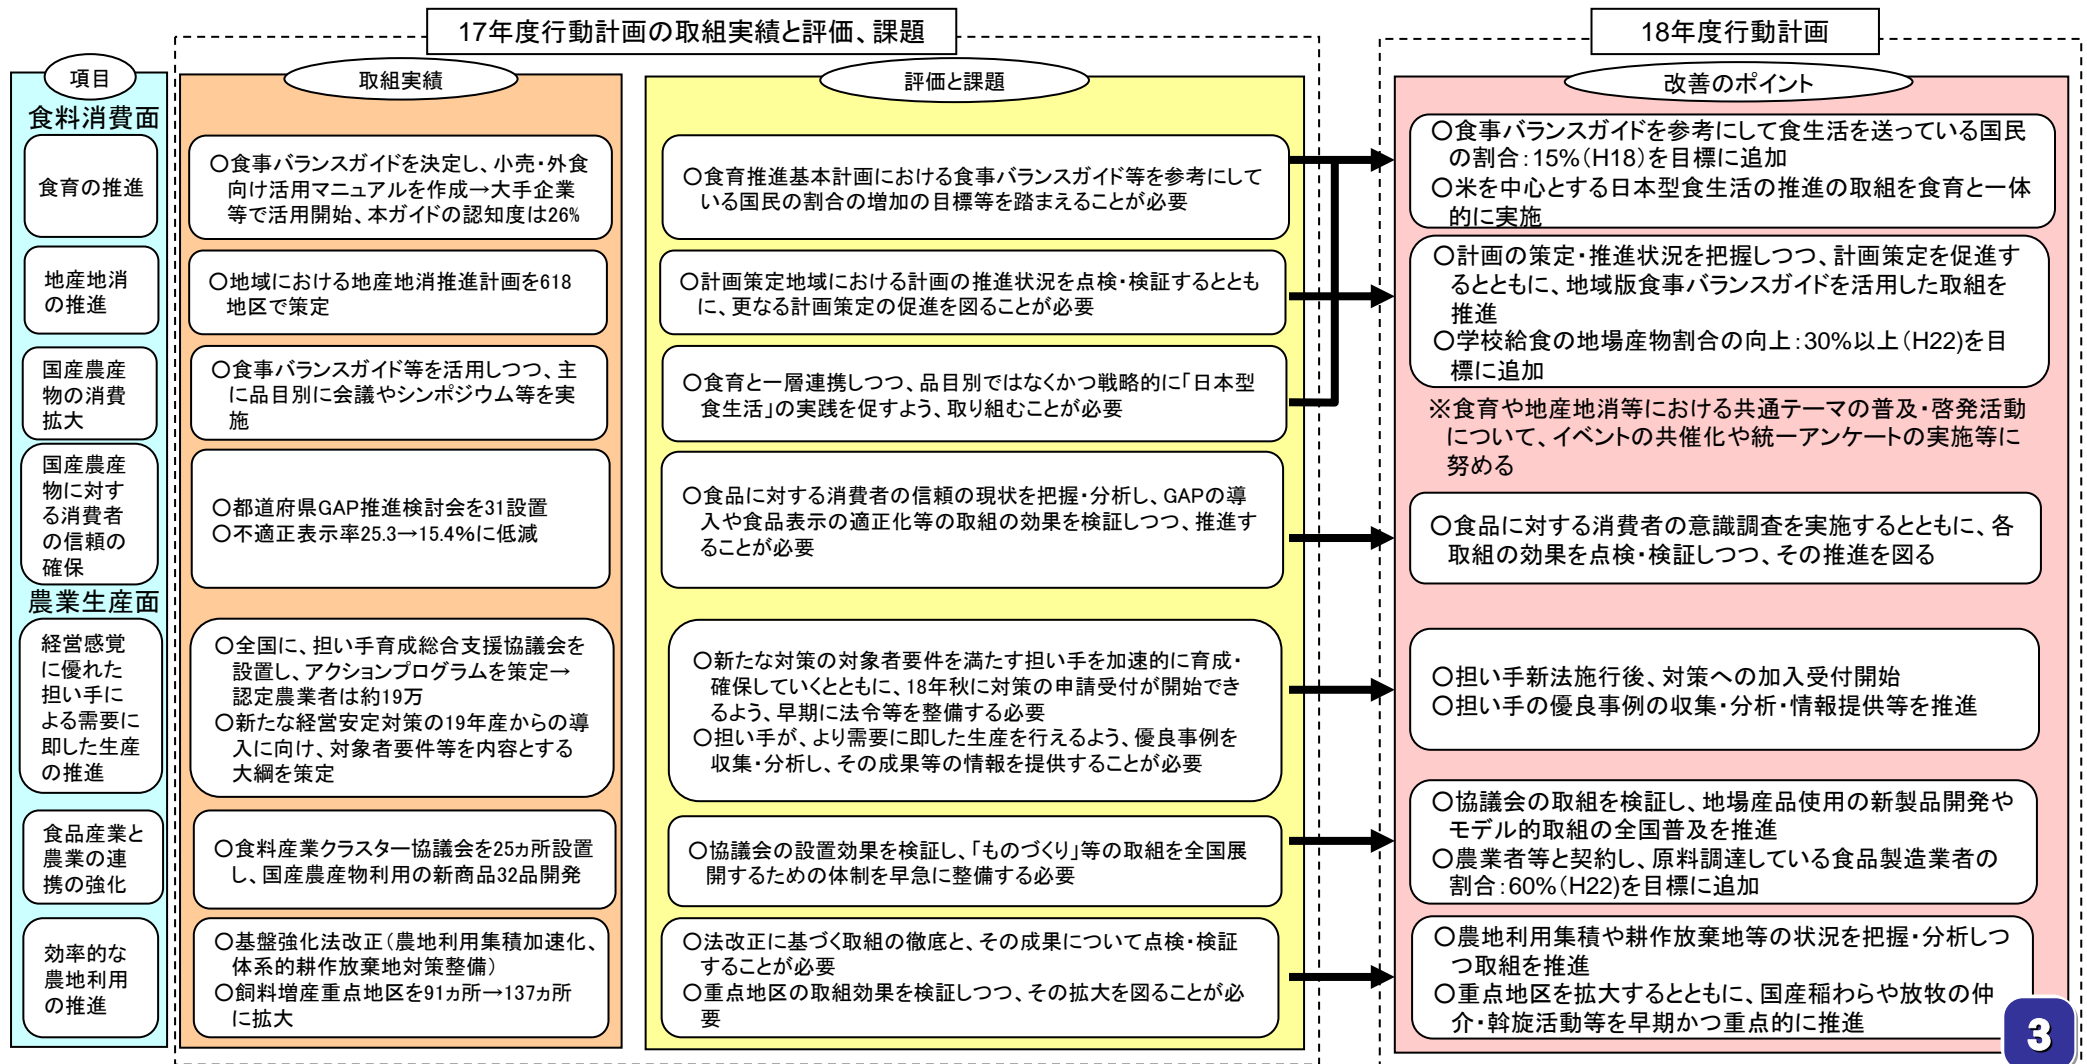 17年度行動計画の取組実績と評価、課題
18年度行動計画
項目
取組実績
評価と課題
改善のポイント
食料消費面
食育の推進
○食事バランスガイドを決定し、小売・外食
向け活用マニュアルを作成→大手企業
等で活用開始、本ガイドの認知度は26%
○食育推進基本計画における食事バランスガイド等を参考にして
いる国民の割合の増加の目標等を踏まえることが必要
○食事バランスガイドを参考にして食生活を送っている国民
の割合：15%（H18）を目標に追加
○米を中心とする日本型食生活の推進の取組を食育と一体
的に実施
地産地消
の推進
○地域における地産地消推進計画を618
地区で策定
○計画策定地域における計画の推進状況を点検・検証するととも
に、更なる計画策定の促進を図ることが必要
○計画の策定・推進状況を把握しつつ、計画策定を促進す
るとともに、地域版食事バランスガイドを活用した取組を
推進
○学校給食の地場産物割合の向上：30%以上（H22)を目
標に追加
国産農産
物の消費
拡大
○食事バランスガイド等を活用しつつ、主
に品目別に会議やシンポジウム等を実
施
○食育と一層連携しつつ、品目別ではなくかつ戦略的に「日本型
食生活」の実践を促すよう、取り組むことが必要
※食育や地産地消等における共通テーマの普及・啓発活動
について、イベントの共催化や統一アンケートの実施等に
努める
国産農産
物に対す
る消費者
の信頼の
確保
○都道府県GAP推進検討会を31設置
○不適正表示率25.3→15.4%に低減
○食品に対する消費者の信頼の現状を把握・分析し、GAPの導
入や食品表示の適正化等の取組の効果を検証しつつ、推進す
ることが必要
○食品に対する消費者の意識調査を実施するとともに、各
取組の効果を点検・検証しつつ、その推進を図る
農業生産面
経営感覚
に優れた
担い手に
よる需要に
即した生産
の推進
○全国に、担い手育成総合支援協議会を
設置し、アクションプログラムを策定→
認定農業者は約19万
○新たな経営安定対策の19年産からの導
入に向け、対象者要件等を内容とする
大綱を策定
○新たな対策の対象者要件を満たす担い手を加速的に育成・
確保していくとともに、18年秋に対策の申請受付が開始でき
るよう、早期に法令等を整備する必要
○担い手が、より需要に即した生産を行えるよう、優良事例を
収集・分析し、その成果等の情報を提供することが必要
○担い手新法施行後、対策への加入受付開始
○担い手の優良事例の収集・分析・情報提供等を推進
食品産業と
農業の連
携の強化
○食料産業クラスター協議会を25ヵ所設置
し、国産農産物利用の新商品32品開発
○協議会の設置効果を検証し、「ものづくり」等の取組を全国展
開するための体制を早急に整備する必要
○協議会の取組を検証し、地場産品使用の新製品開発や
モデル的取組の全国普及を推進
○農業者等と契約し、原料調達している食品製造業者の
割合：60%（H22)を目標に追加
効率的な
農地利用
の推進
○基盤強化法改正（農地利用集積加速化、
体系的耕作放棄地対策整備）
○飼料増産重点地区を91ヵ所→137ヵ所
に拡大
○法改正に基づく取組の徹底と、その成果について点検・検証
することが必要
○重点地区の取組効果を検証しつつ、その拡大を図ることが必
要
○農地利用集積や耕作放棄地等の状況を把握・分析しつ
つ取組を推進
○重点地区を拡大するとともに、国産稲わらや放牧の仲
介・斡旋活動等を早期かつ重点的に推進
3